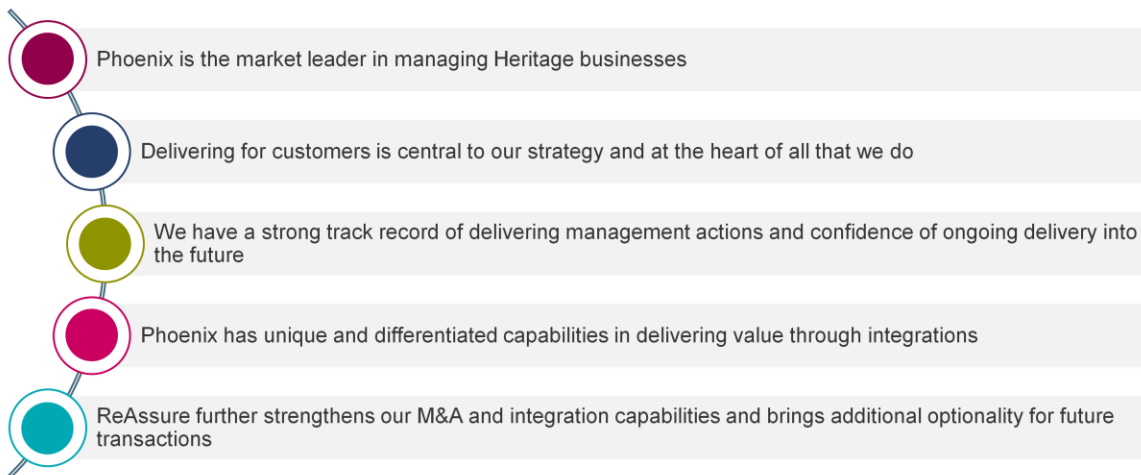 Phoenix is the market leader in managing Heritage businesses
Delivering for customers is central to our strategy and at the heart of all that we do
We have a strong track record of delivering management actions and confidence of ongoing delivery into
the future
Phoenix has unique and differentiated capabilities in delivering value through integrations
ReAssure further strengthens our M&A and integration capabilities and brings additional optionality for future
transactions